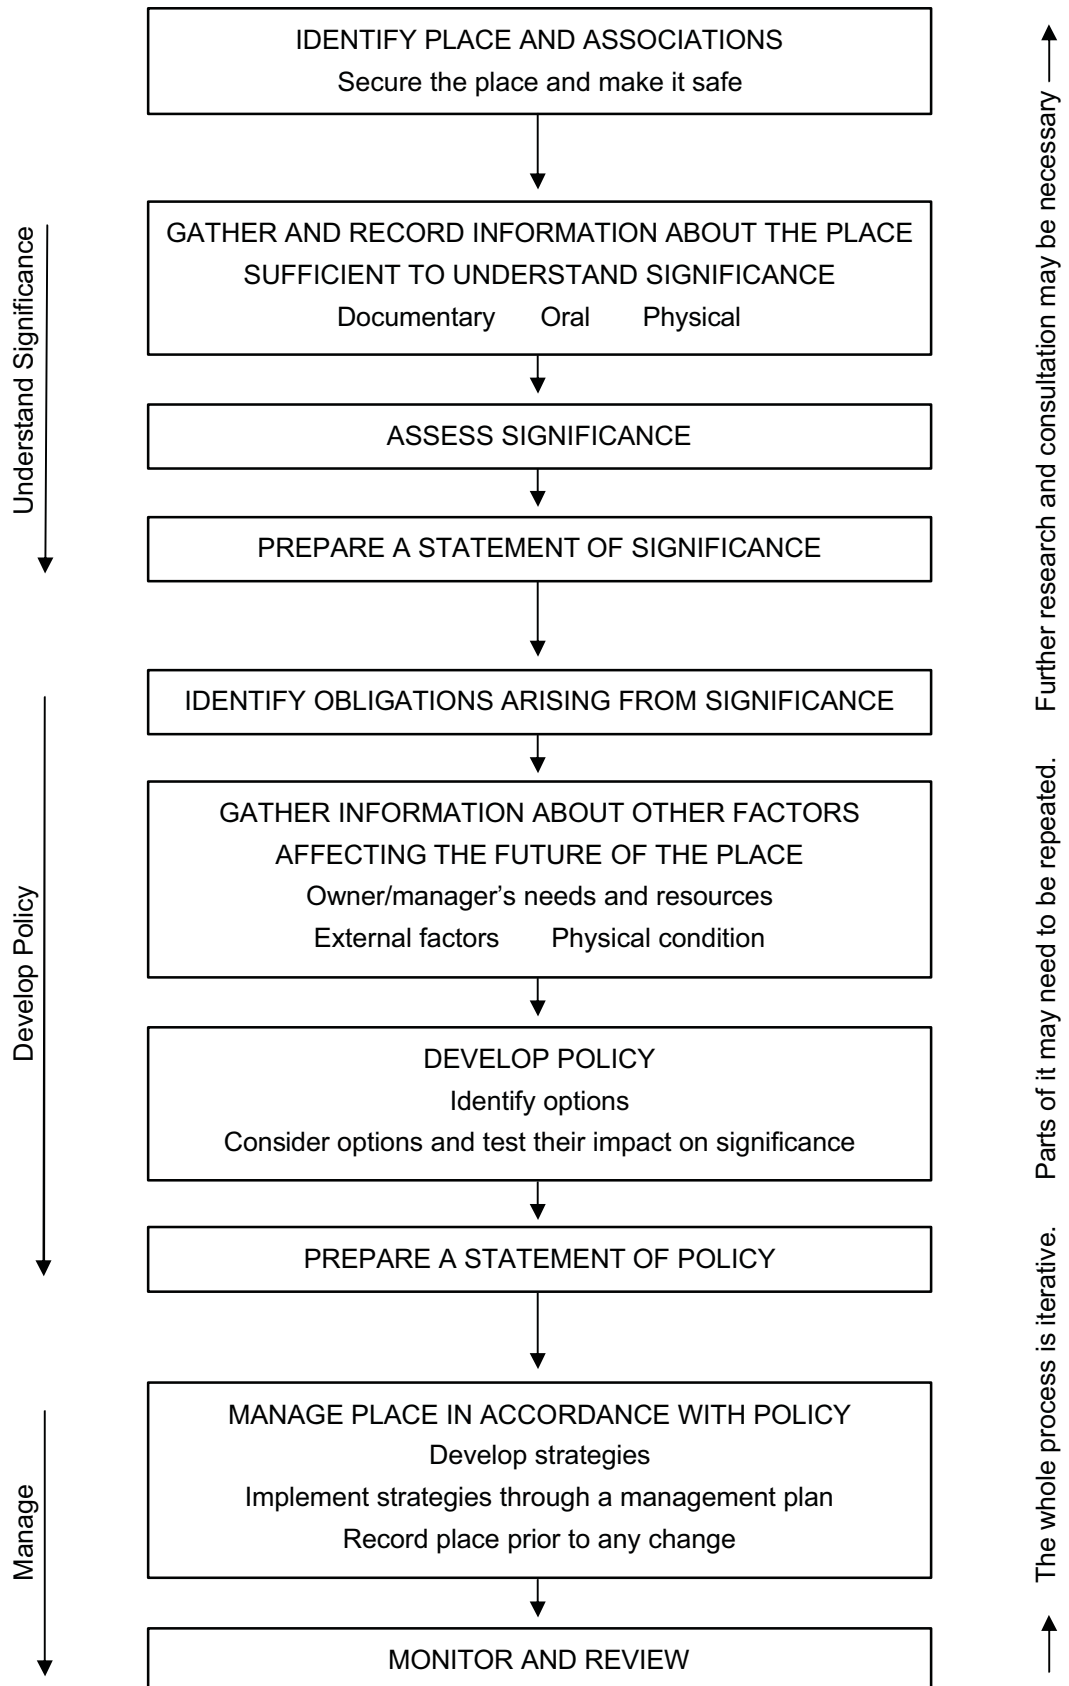 IDENTIFY PLACE AND ASSOCIATIONS
Secure the place and make it safe
GATHER AND RECORD INFORMATION ABOUT THE PLACE
SUFFICIENT TO UNDERSTAND SIGNIFICANCE
Documentary Oral Physical
ASSESS SIGNIFICANCE
PREPARE A STATEMENT OF SIGNIFICANCE
Understand Significance
IDENTIFY OBLIGATIONS ARISING FROM SIGNIFICANCE
GATHER INFORMATION ABOUT OTHER FACTORS
AFFECTING THE FUTURE OF THE PLACE
Owner/manager’s needs and resources
External factors Physical condition
DEVELOP POLICY
Identify options
Consider options and test their impact on significance
PREPARE A STATEMENT OF POLICY
Develop Policy
MANAGE PLACE IN ACCORDANCE WITH POLICY
Develop strategies
Implement strategies through a management plan
Record place prior to any change
MONITOR AND REVIEW
Manage
The whole process is iterative. Parts of it may need to be repeated. Further research and consultation may be necessary